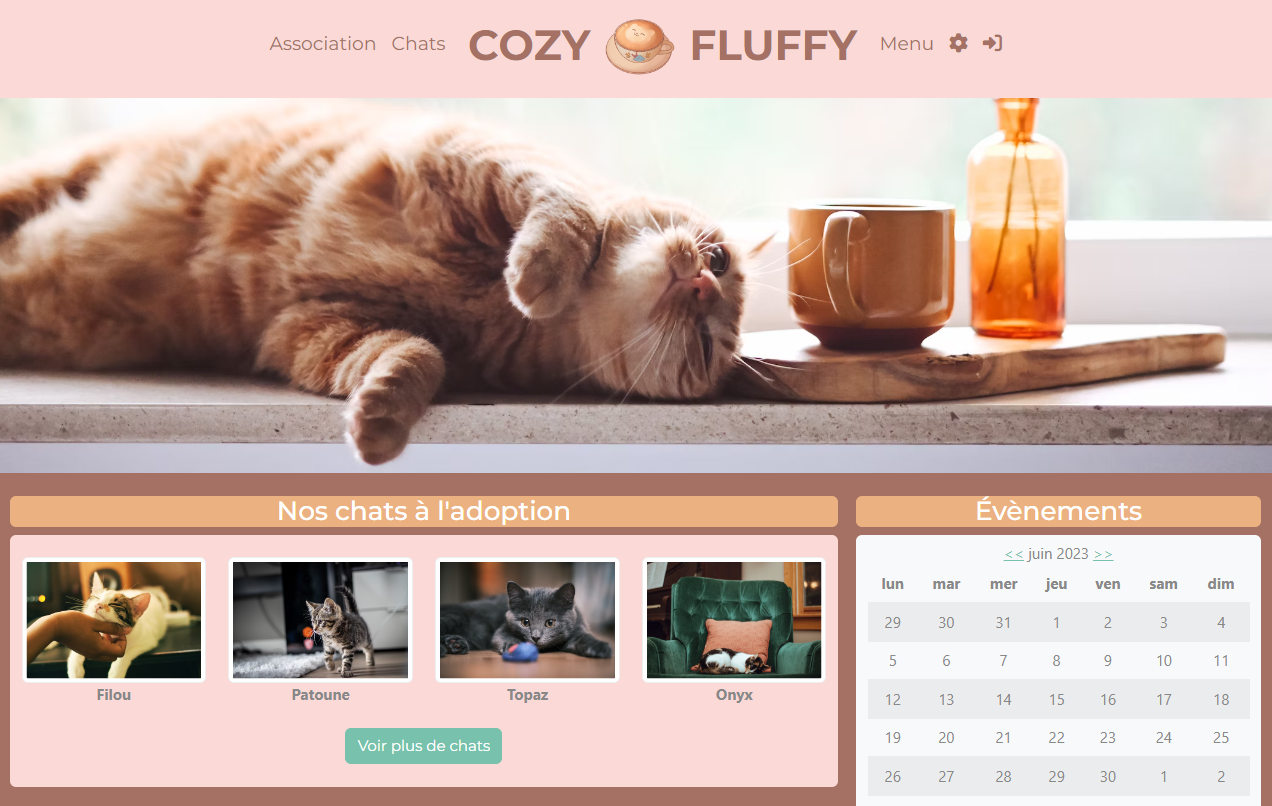 Association Chats COZY FLUFFY Menu
Nos chats à l'adoption
Filou Patoune Topaz Onyx
Voir plus de chats
Évènements
<< juin 2023 >>
lun mar mer jeu ven sam dim
29 30 31 1 2 3 4
5 6 7 8 9 10 11
12 13 14 15 16 17 18
19 20 21 22 23 24 25
26 27 28 29 30 1 2